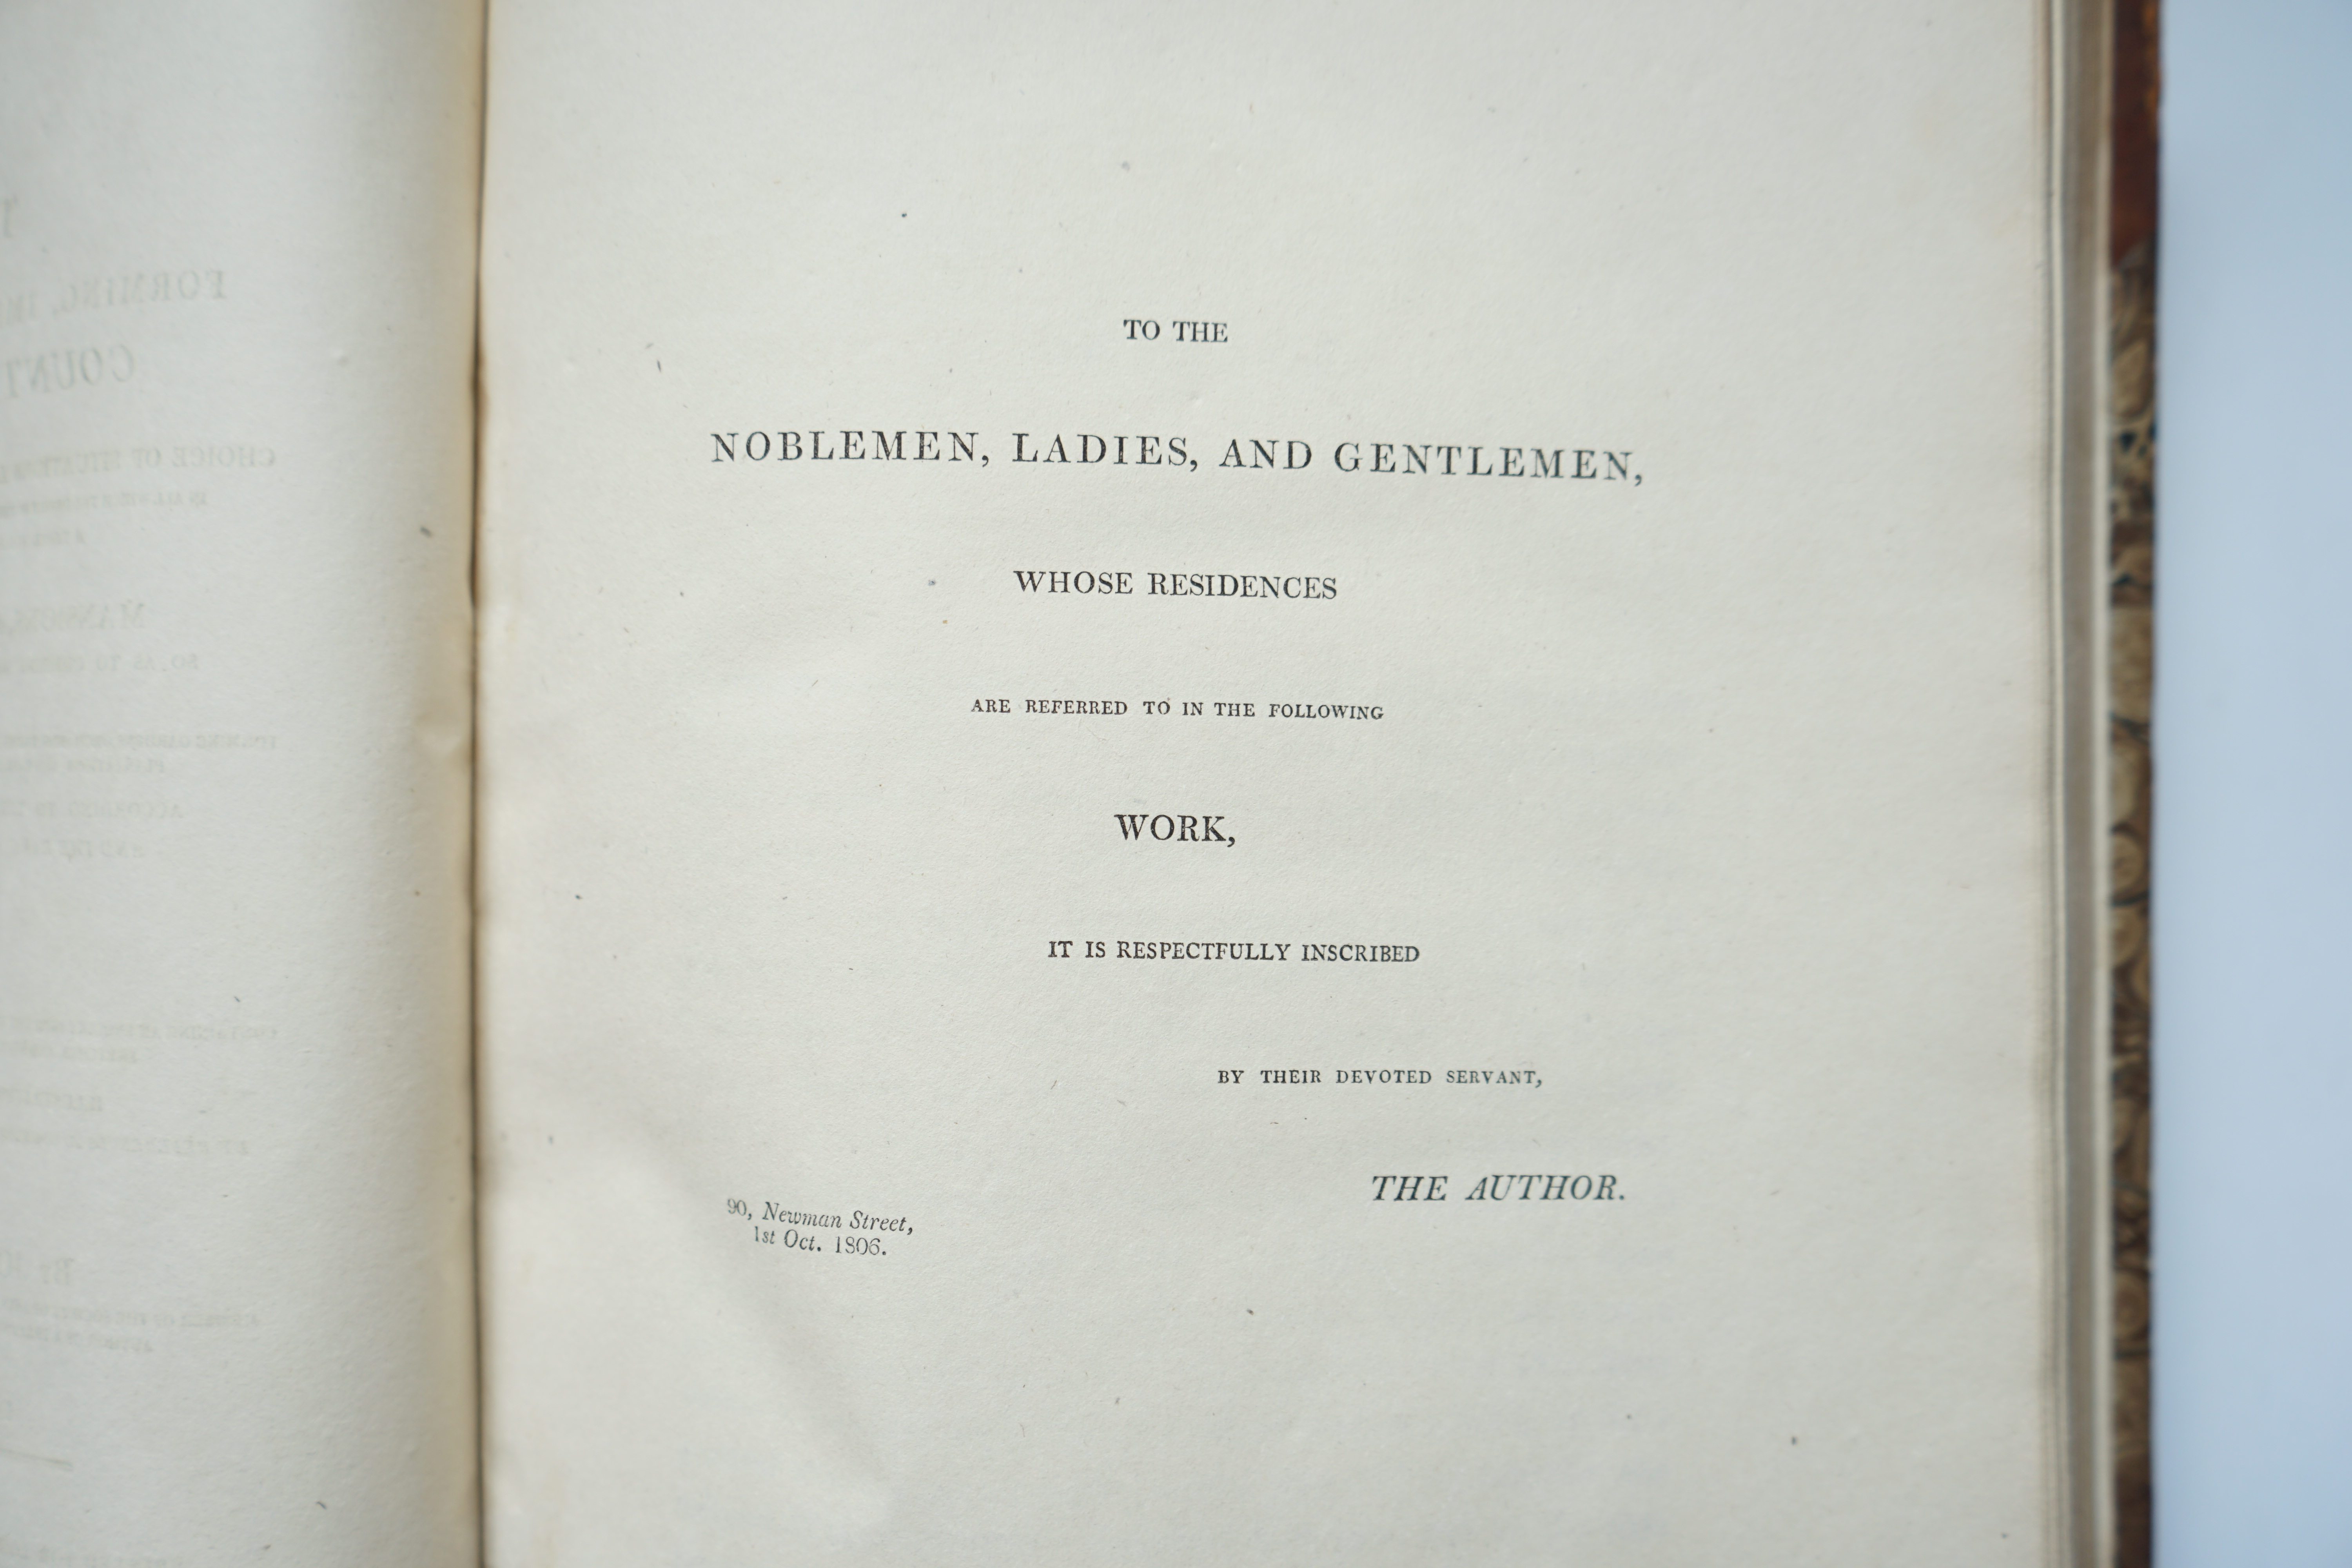 TO THE
NOBLEMEN, LADIES, AND GENTLEMEN,
WHOSE RESIDENCES
ARE REFERRED TO IN THE FOLLOWING
WORK,
IT IS RESPECTFULLY INSCRIBED
BY THEIR DEVOTED SERVANT,
THE AUTHOR.
90, Newman Street,
1st Oct. 1806.